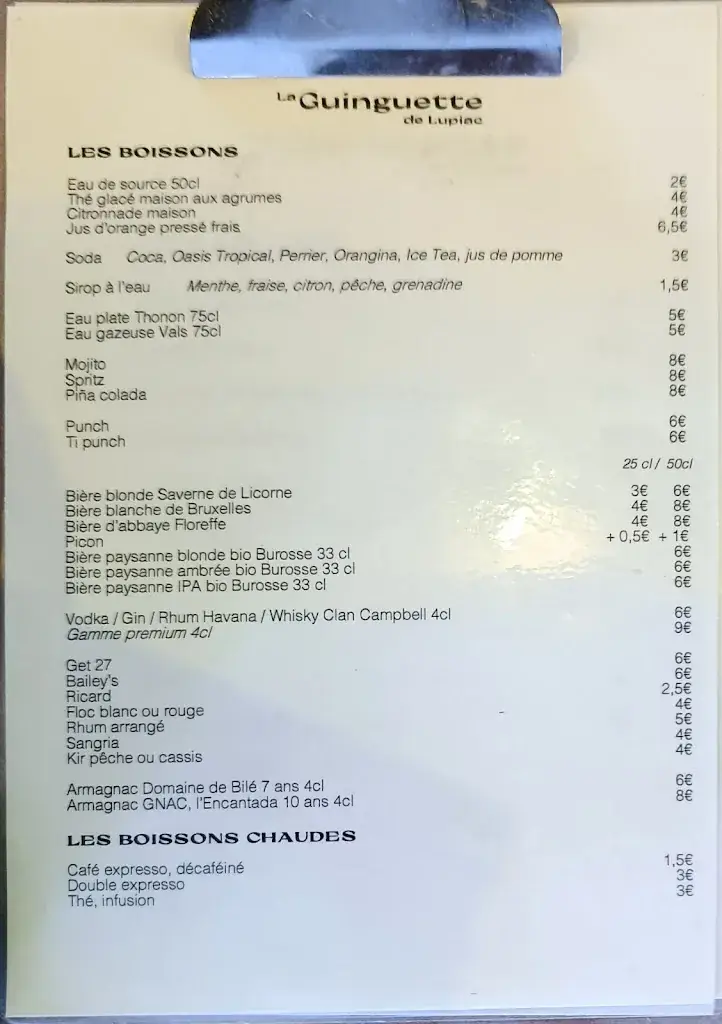 La Guinguette
de Lupiac
LES BOISSONS
Eau de source 50cl 2€
Thé glacé maison aux agrumes 4€
Citronnade maison 4€
Jus d'orange pressé frais 6,5€
Soda Coca, Oasis Tropical, Perrier, Orangina, Ice Tea, jus de pomme 3€
Sirop à l'eau Menthe, fraise, citron, pêche, grenadine 1,5€
Eau plate Thonon 75cl 5€
Eau gazeuse Vals 75cl 5€
Mojito 8€
Spritz 8€
Piña colada 8€
Punch 6€
Ti punch 6€
25 cl / 50cl
Bière blonde Saverne de Licorne 3€ 6€
Bière blanche de Bruxelles 4€ 8€
Bière d'abbaye Floreffe 4€ 8€
Picon + 0,5€ + 1€
Bière paysanne blonde bio Burosse 33 cl 6€
Bière paysanne ambrée bio Burosse 33 cl 6€
Bière paysanne IPA bio Burosse 33 cl 6€
Vodka / Gin / Rhum Havana / Whisky Clan Campbell 4cl 6€
Gamme premium 4cl 9€
Get 27 6€
Bailey's 6€
Ricard 2,5€
Floc blanc ou rouge 4€
Rhum arrangé 5€
Sangria 4€
Kir pêche ou cassis 4€
Armagnac Domaine de Bilé 7 ans 4cl 6€
Armagnac GNAC, l'Encantada 10 ans 4cl 8€
LES BOISSONS CHAUDES
Café expresso, décaféiné 1,5€
Double expresso 3€
Thé, infusion 3€